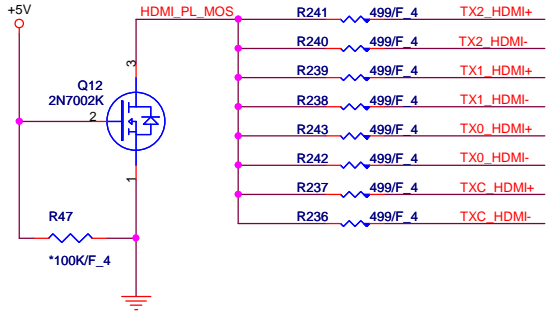 +5V
HDMI_PL_MOS
R241 499/F_4 TX2_HDMI+
R240 499/F_4 TX2_HDMI-
R239 499/F_4 TX1_HDMI+
R238 499/F_4 TX1_HDMI-
R243 499/F_4 TX0_HDMI+
R242 499/F_4 TX0_HDMI-
R237 499/F_4 TXC_HDMI+
R236 499/F_4 TXC_HDMI-
3
Q12
2N7002K
2
1
R47
*100K/F_4